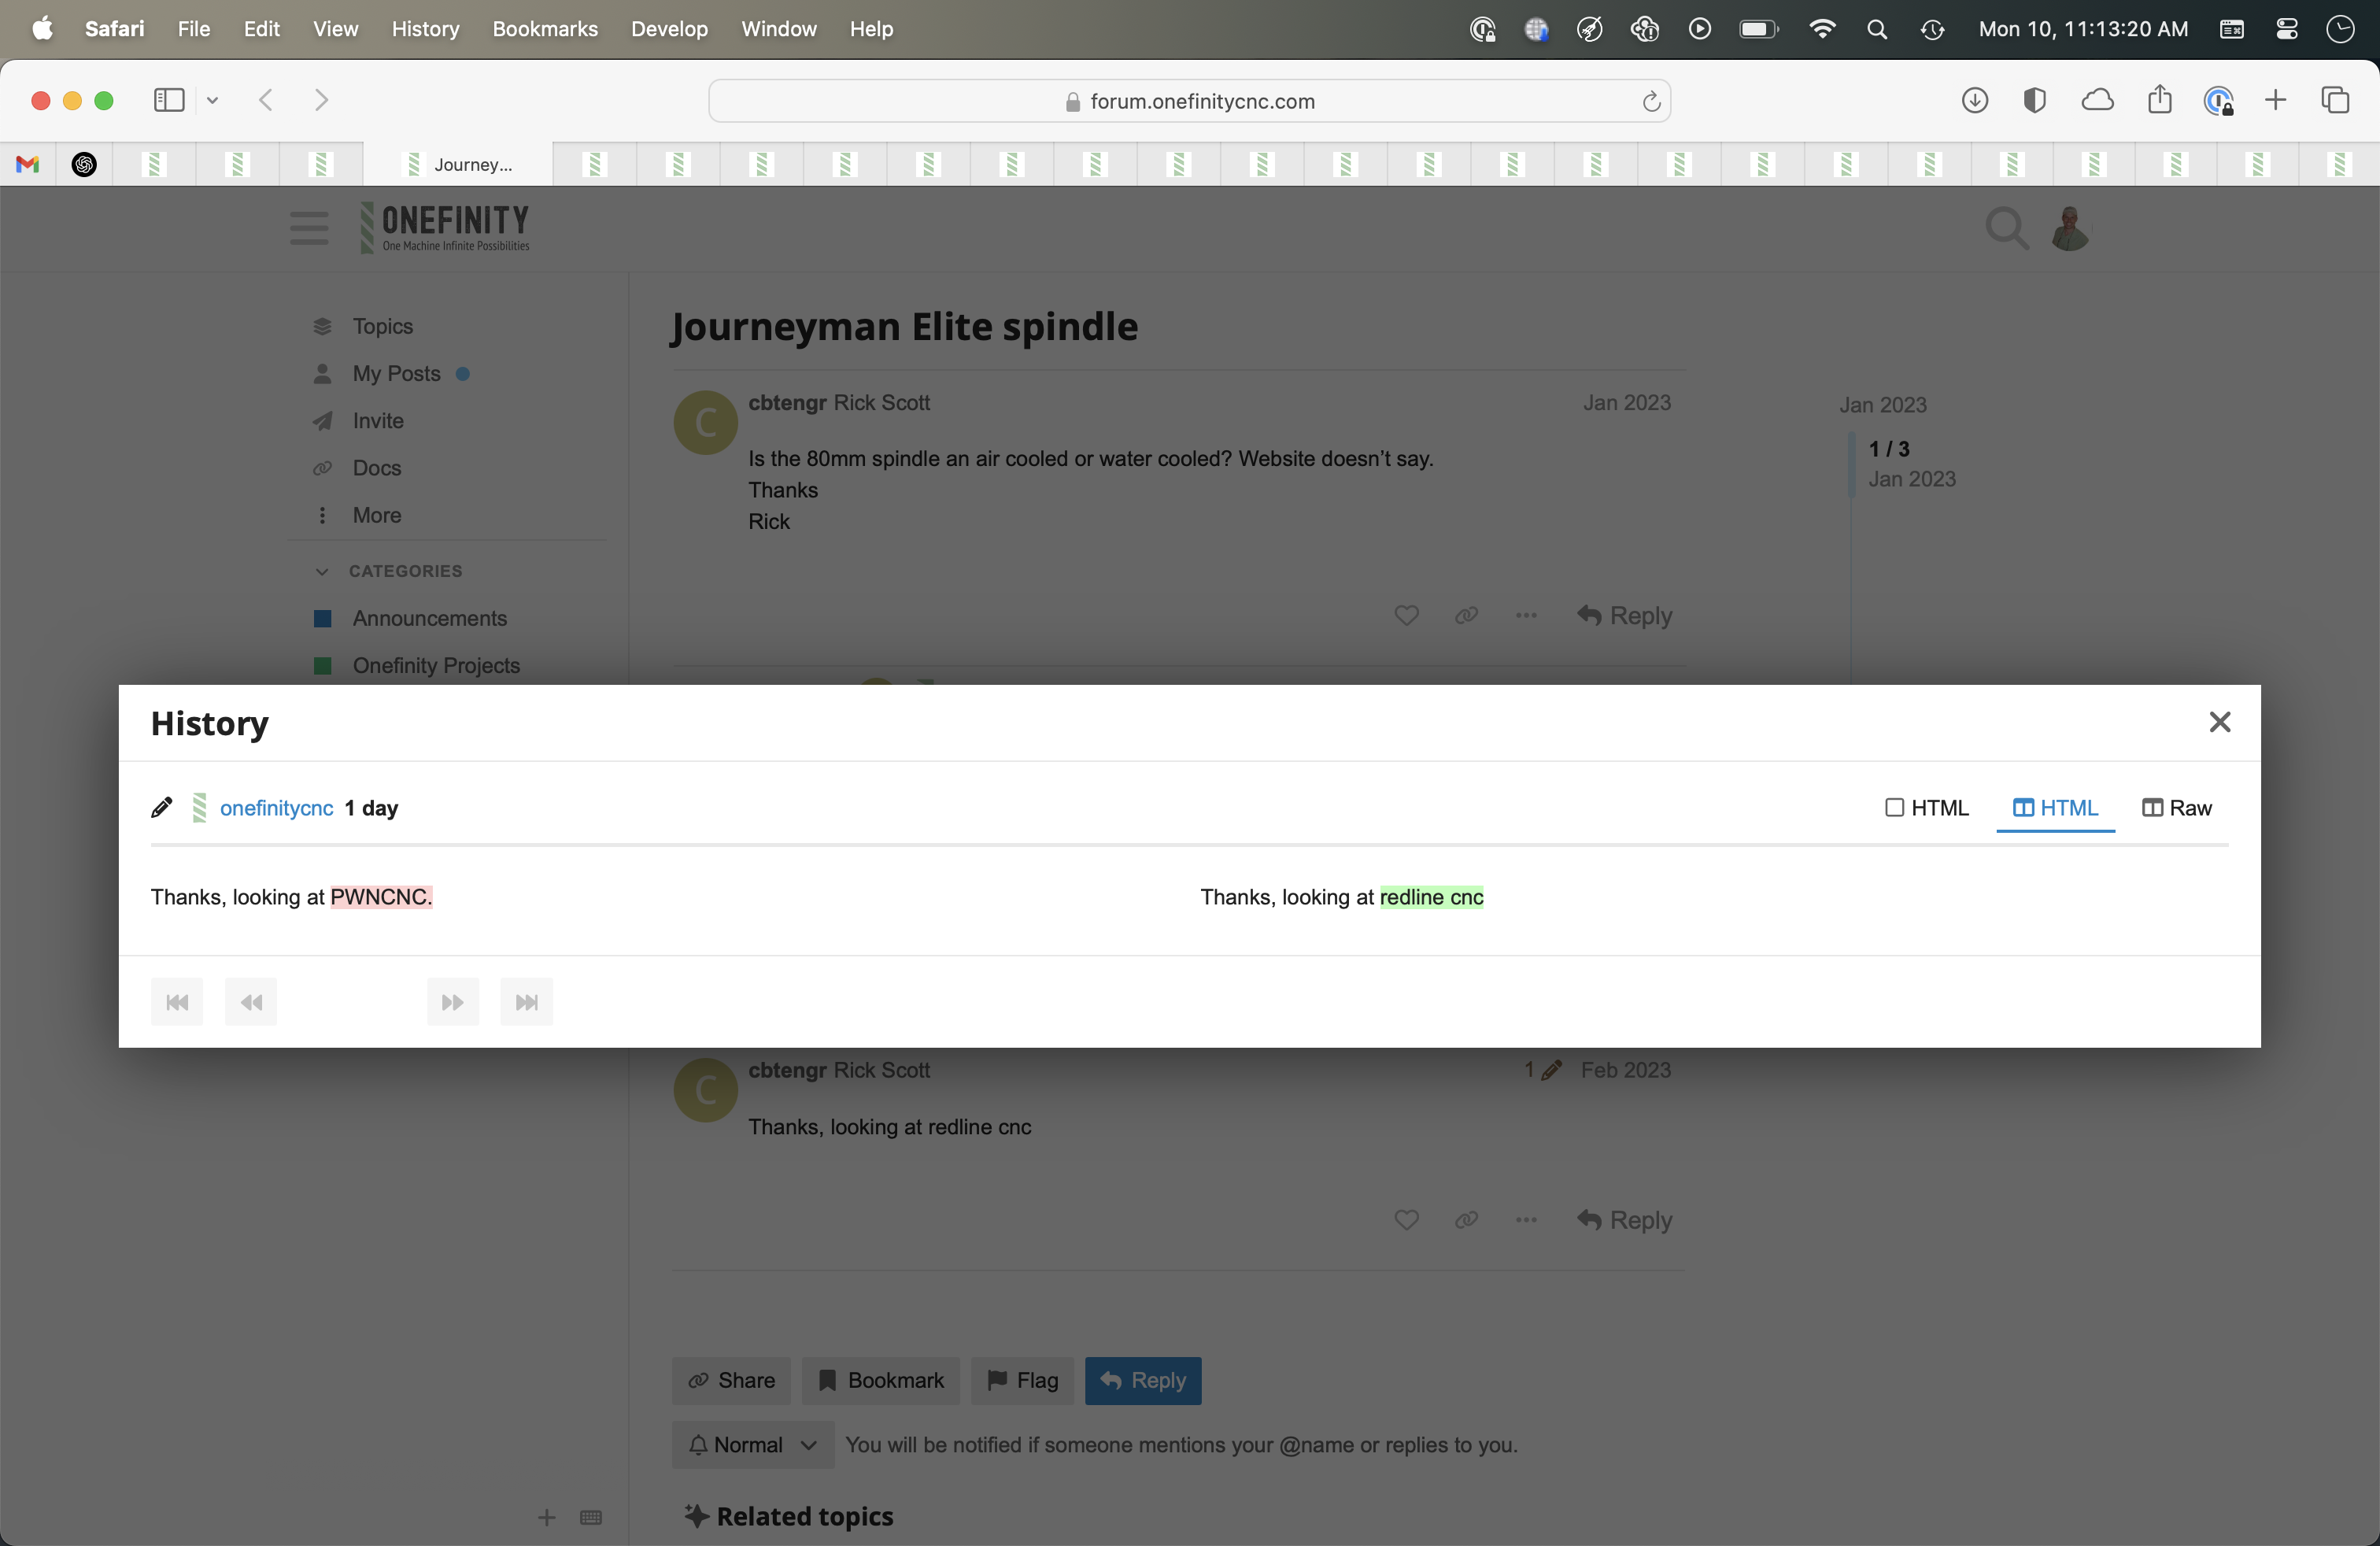 Safari File Edit View History Bookmarks Develop Window Help Mon 10, 11:13:20 AM
forum.onefinitycnc.com
Journey...
ONEFINITY
One Machine Infinite Possibilities
Topics
My Posts
Invite
Docs
More
CATEGORIES
Announcements
Onefinity Projects
Journeyman Elite spindle
C
cbtengr Rick Scott Jan 2023
Is the 80mm spindle an air cooled or water cooled? Website doesn’t say.
Thanks
Rick
Reply
Jan 2023
1 / 3
Jan 2023
History
onefinitycnc 1 day HTML HTML Raw
Thanks, looking at PWNCNC. Thanks, looking at redline cnc
C
cbtengr Rick Scott 1 Feb 2023
Thanks, looking at redline cnc
Reply
Share Bookmark Flag Reply
Normal You will be notified if someone mentions your @name or replies to you.
Related topics